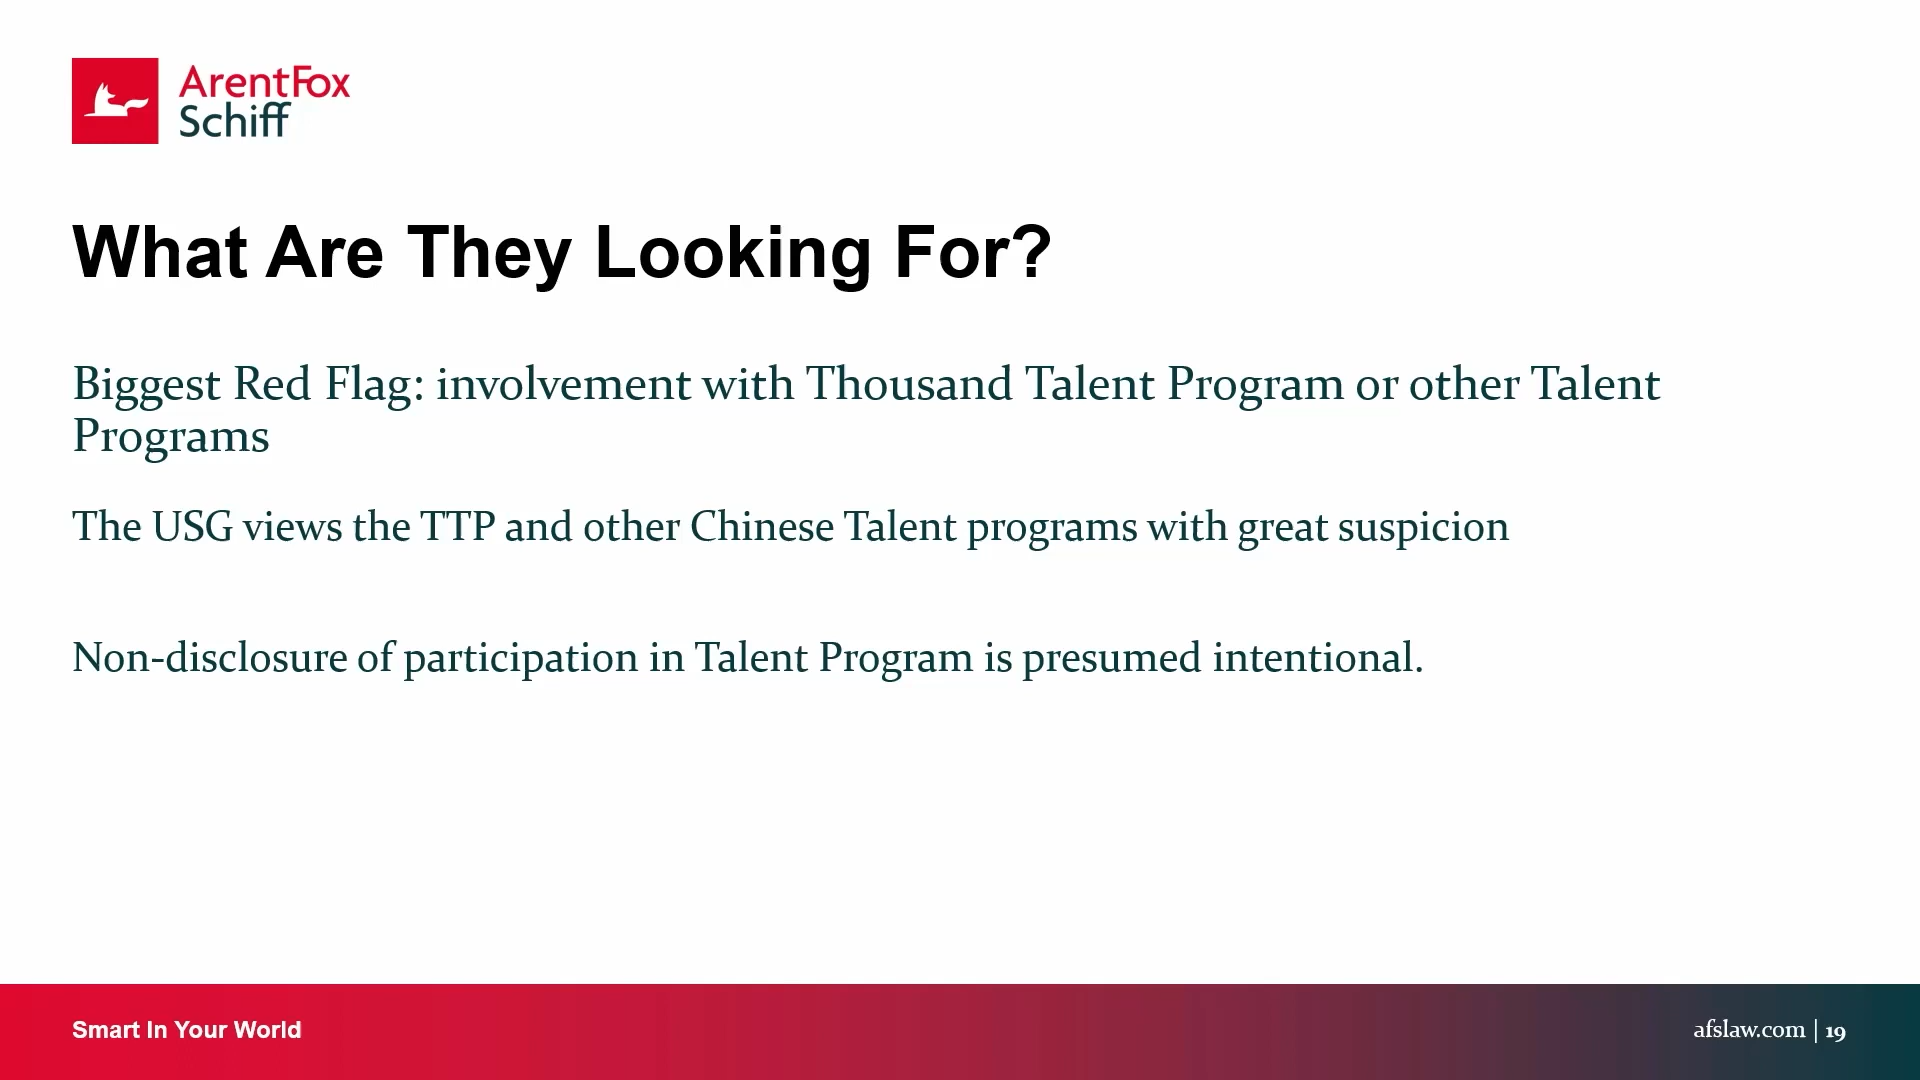 ArentFox
Schiff
What Are They Looking For?
Biggest Red Flag: involvement with Thousand Talent Program or other Talent
Programs
The USG views the TTP and other Chinese Talent programs with great suspicion
Non-disclosure of participation in Talent Program is presumed intentional.
Smart In Your World
afslaw.com | 19